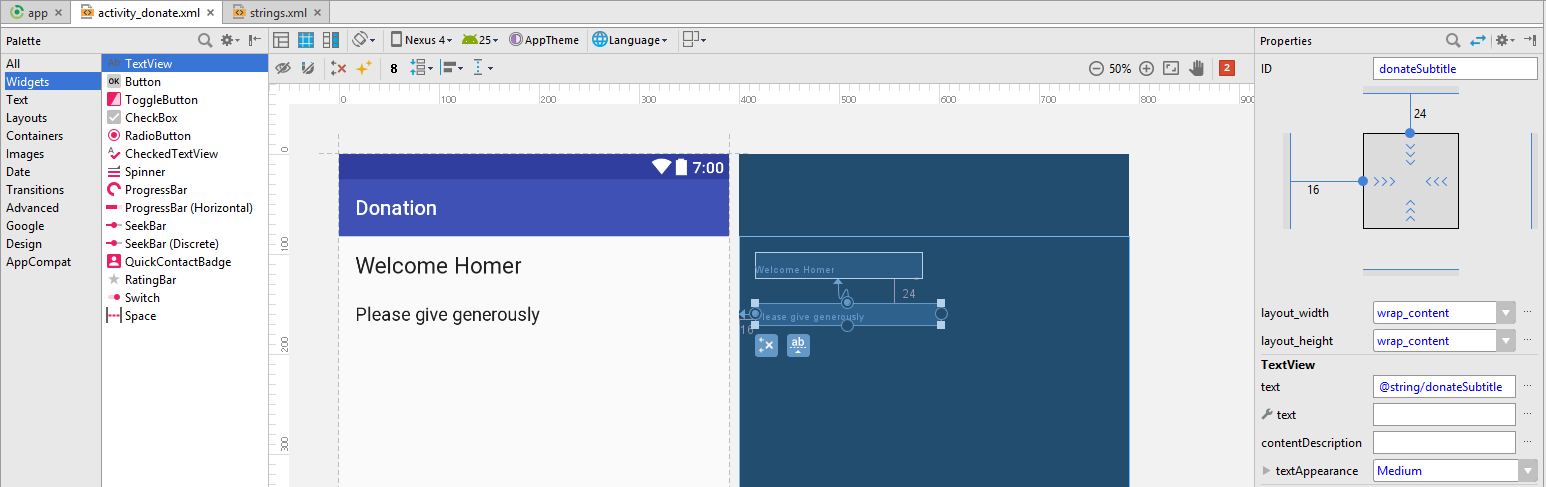 app
activity_donate.xml
strings.xml
Palette
Nexus 4
25
AppTheme
Language
Properties
All
Widgets
Text
Layouts
Containers
Images
Date
Transitions
Advanced
Google
Design
AppCompat
Ab TextView
OK Button
ToggleButton
CheckBox
RadioButton
CheckedTextView
Spinner
ProgressBar
ProgressBar (Horizontal)
SeekBar
SeekBar (Discrete)
QuickContactBadge
RatingBar
Switch
Space
8
50%
2
0 100 200 300 400 500 600 700 800 900
0
100
200
300
7:00
Donation
Welcome Homer
Please give generously
Welcome Homer
24
Please give generously
16
ab
ID donateSubtitle
24
16
layout_width wrap_content ...
layout_height wrap_content ...
TextView
text @string/donateSubtitle ...
text ...
contentDescription ...
textAppearance Medium ...